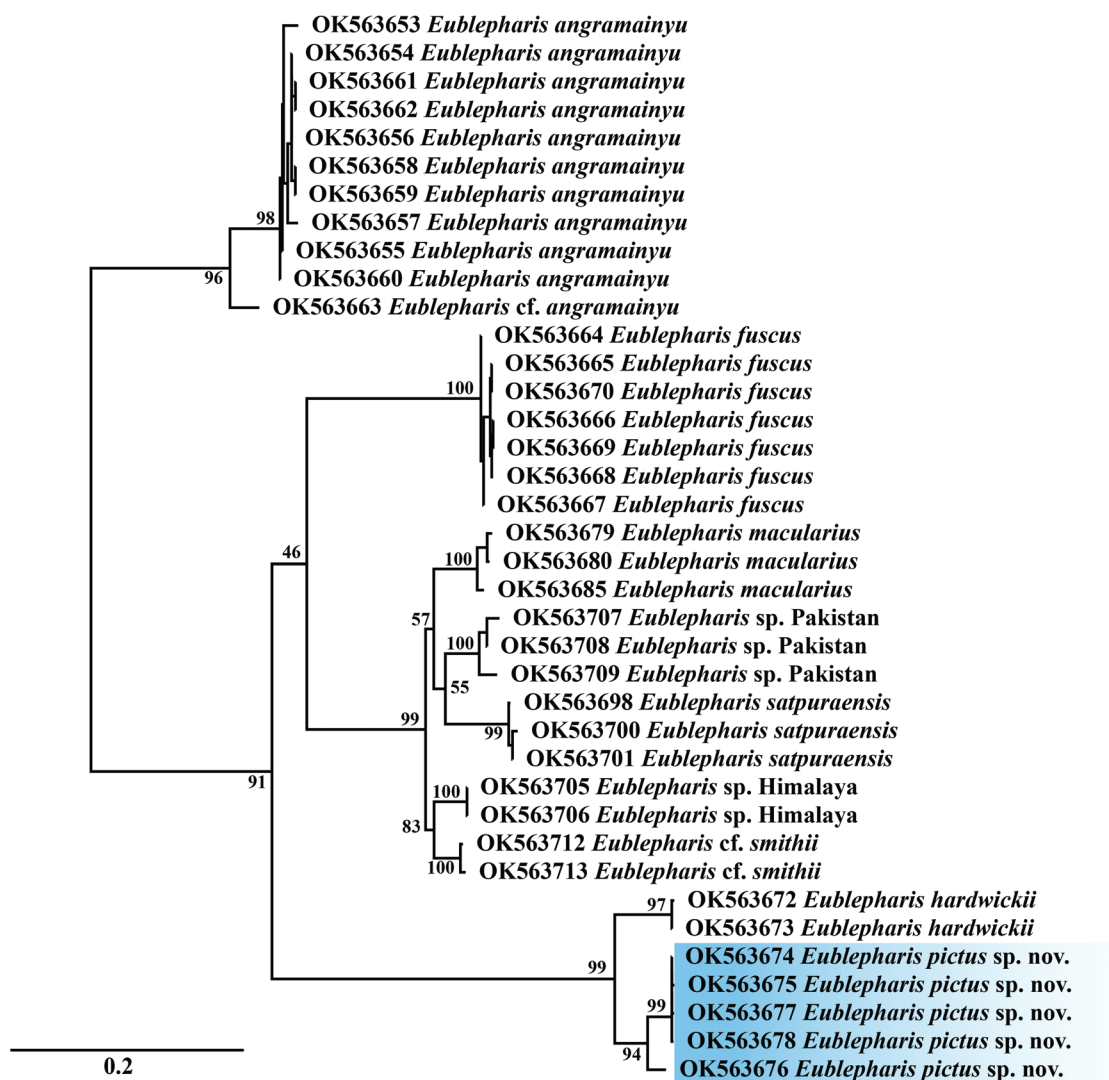 OK563653 Eublepharis angramainyu
OK563654 Eublepharis angramainyu
OK563661 Eublepharis angramainyu
OK563662 Eublepharis angramainyu
OK563656 Eublepharis angramainyu
OK563658 Eublepharis angramainyu
OK563659 Eublepharis angramainyu
98 OK563657 Eublepharis angramainyu
OK563655 Eublepharis angramainyu
96 OK563660 Eublepharis angramainyu
OK563663 Eublepharis cf. angramainyu
OK563664 Eublepharis fuscus
OK563665 Eublepharis fuscus
100 OK563670 Eublepharis fuscus
OK563666 Eublepharis fuscus
OK563669 Eublepharis fuscus
OK563668 Eublepharis fuscus
OK563667 Eublepharis fuscus
OK563679 Eublepharis macularius
46 100 OK563680 Eublepharis macularius
OK563685 Eublepharis macularius
57 OK563707 Eublepharis sp. Pakistan
100 OK563708 Eublepharis sp. Pakistan
OK563709 Eublepharis sp. Pakistan
55
OK563698 Eublepharis satpuraensis
99 99 OK563700 Eublepharis satpuraensis
OK563701 Eublepharis satpuraensis
91 100 OK563705 Eublepharis sp. Himalaya
OK563706 Eublepharis sp. Himalaya
83 OK563712 Eublepharis cf. smithii
100 OK563713 Eublepharis cf. smithii
97 OK563672 Eublepharis hardwickii
OK563673 Eublepharis hardwickii
99 OK563674 Eublepharis pictus sp. nov.
OK563675 Eublepharis pictus sp. nov.
99 OK563677 Eublepharis pictus sp. nov.
OK563678 Eublepharis pictus sp. nov.
94 OK563676 Eublepharis pictus sp. nov.
0.2